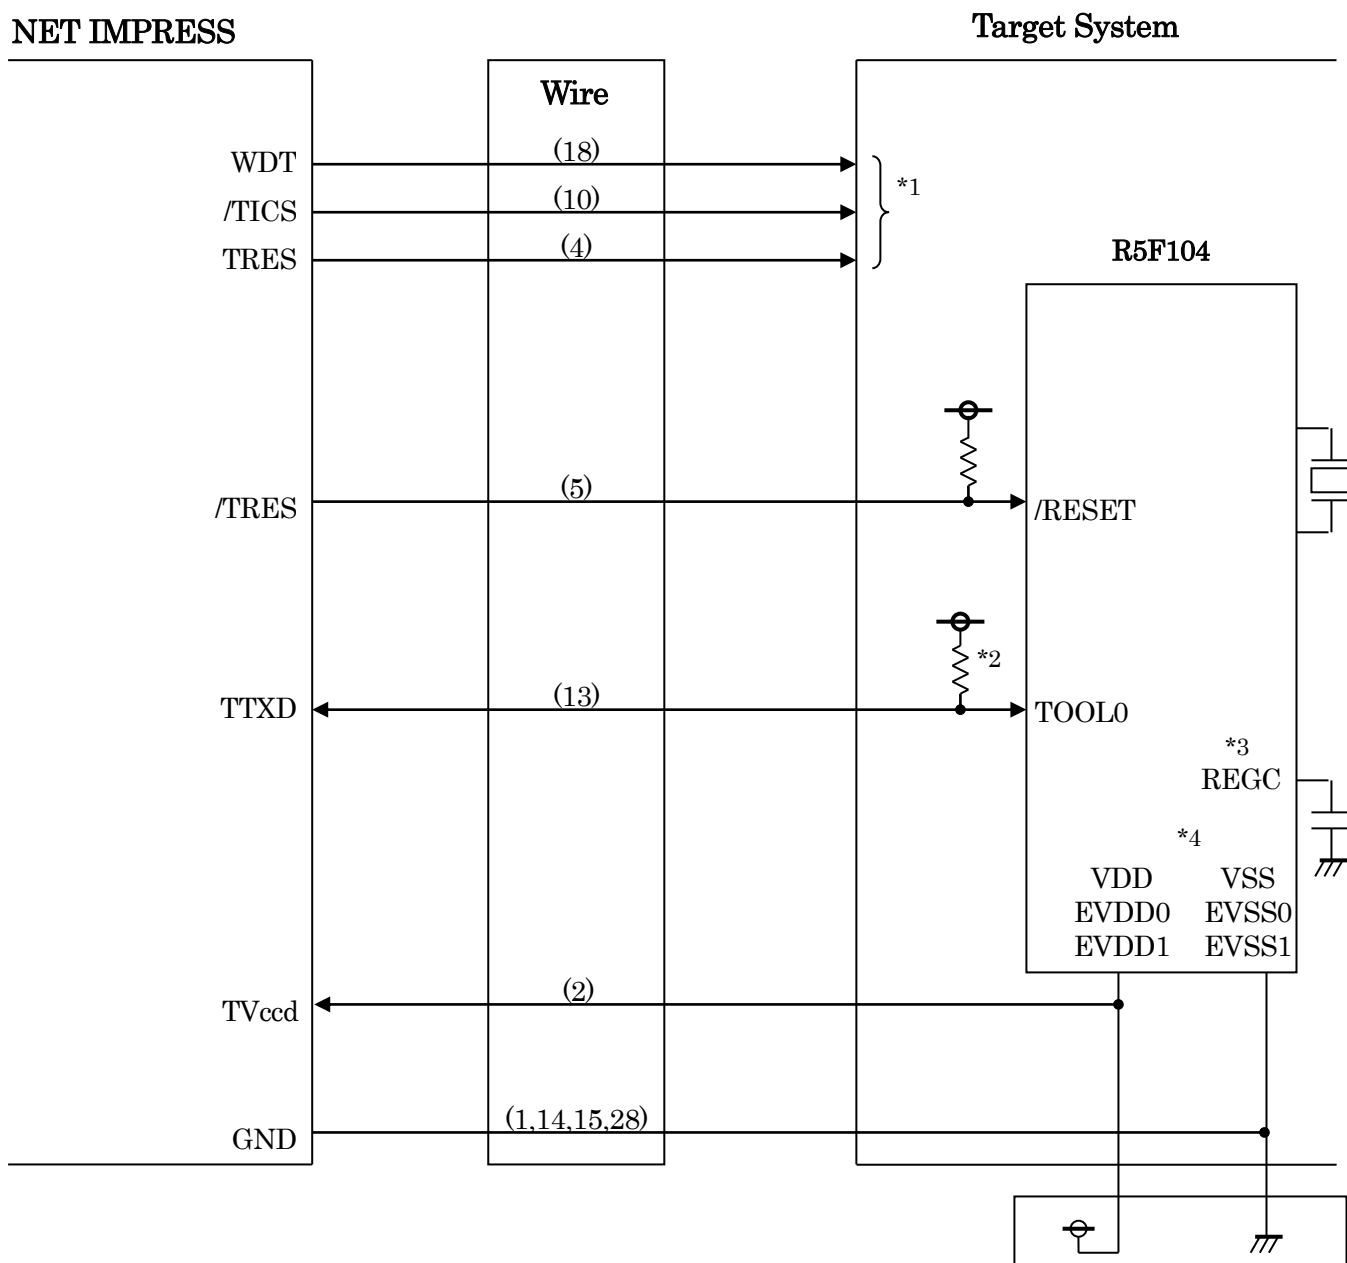 NET IMPRESS
Target System
Wire
WDT
(18)
*1
/TICS
(10)
TRES
(4)
R5F104
/TRES
(5)
/RESET
*2
TTXD
(13)
TOOL0
*3
REGC
*4
VDD
VSS
EVDD0
EVSS0
EVDD1
EVSS1
TVccd
(2)
GND
(1,14,15,28)